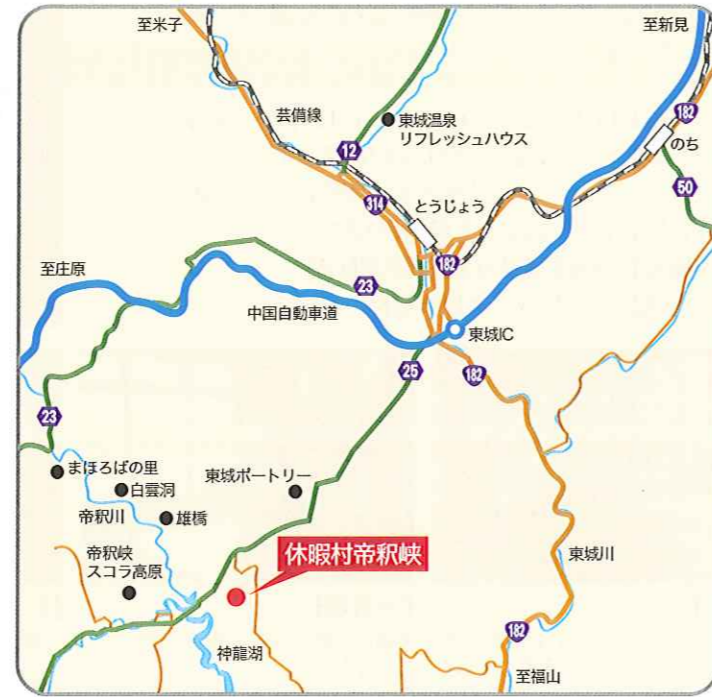 至米子
至新見
芸備線
東城温泉
リフレッシュハウス
182
のち
12
50
314
とうじょう
182
至庄原
23
中国自動車道
東城IC
25
182
23
まほろばの里
白雲洞
東城ポートリー
帝釈川
雄橋
帝釈峡
スコラ高原
休暇村帝釈峡
東城川
神龍湖
182
至福山